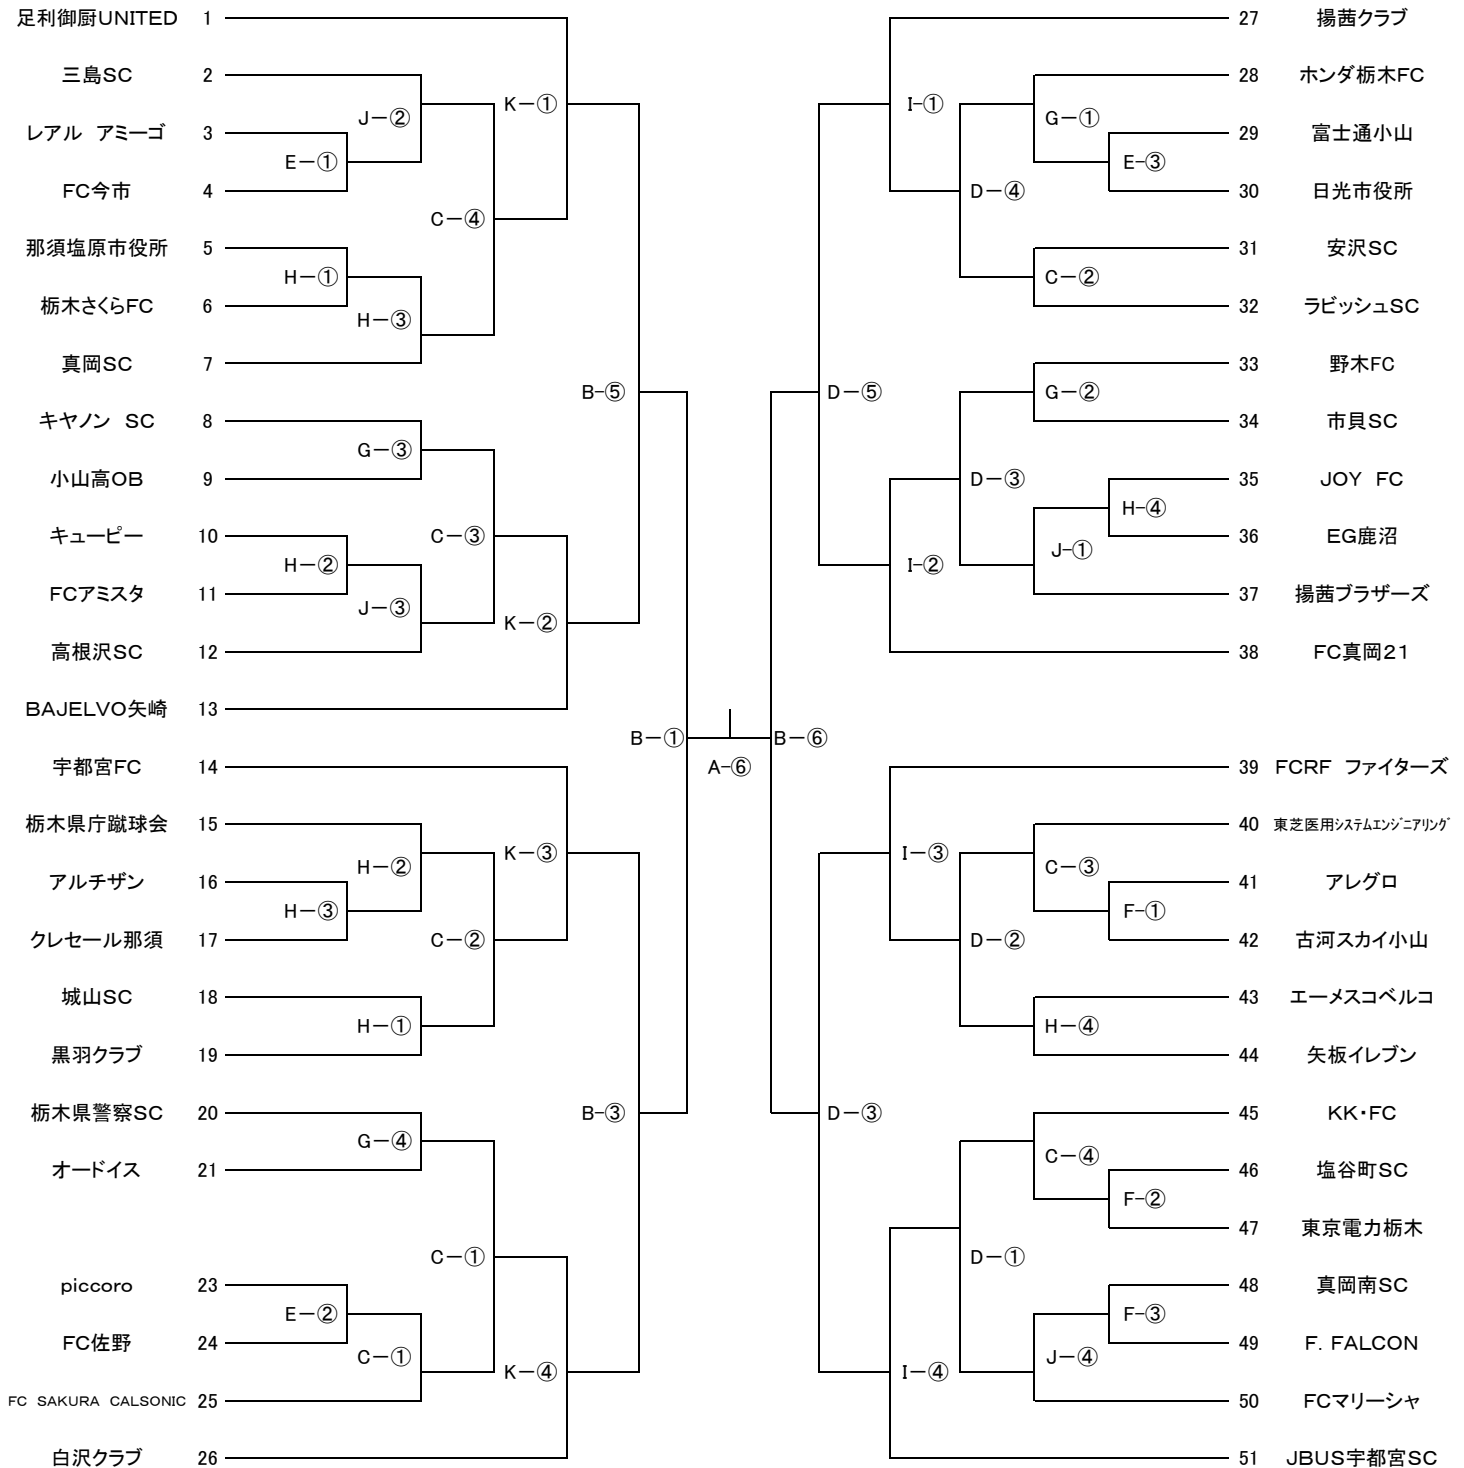 足利御厨UNITED 1
三島SC 2
レアル アミーゴ 3
FC今市 4
那須塩原市役所 5
栃木さくらFC 6
真岡SC 7
キヤノン SC 8
小山高OB 9
キューピー 10
FCアミスタ 11
高根沢SC 12
BAJELVO矢崎 13
宇都宮FC 14
栃木県庁蹴球会 15
アルチザン 16
クレセール那須 17
城山SC 18
黒羽クラブ 19
栃木県警察SC 20
オードイス 21
piccoro 23
FC佐野 24
FC SAKURA CALSONIC 25
白沢クラブ 26
E-①
H-①
H-②
H-③
E-②
J-②
H-③
G-③
J-③
H-②
H-①
G-④
C-①
C-④
C-③
C-②
C-①
K-①
K-②
K-③
K-④
B-⑤
B-③
B-①
A-⑥
B-⑥
D-⑤
D-③
I-①
I-②
I-③
I-④
D-④
D-③
D-②
D-①
G-①
C-②
G-②
J-①
C-③
H-④
C-④
J-④
E-③
H-④
F-①
F-②
F-③
27 揚茜クラブ
28 ホンダ栃木FC
29 富士通小山
30 日光市役所
31 安沢SC
32 ラビッシュSC
33 野木FC
34 市貝SC
35 JOY FC
36 EG鹿沼
37 揚茜ブラザーズ
38 FC真岡21
39 FCRF ファイターズ
40 東芝医用システムエンジニアリング
41 アレグロ
42 古河スカイ小山
43 エーメスコベルコ
44 矢板イレブン
45 KK・FC
46 塩谷町SC
47 東京電力栃木
48 真岡南SC
49 F. FALCON
50 FCマリーシャ
51 JBUS宇都宮SC